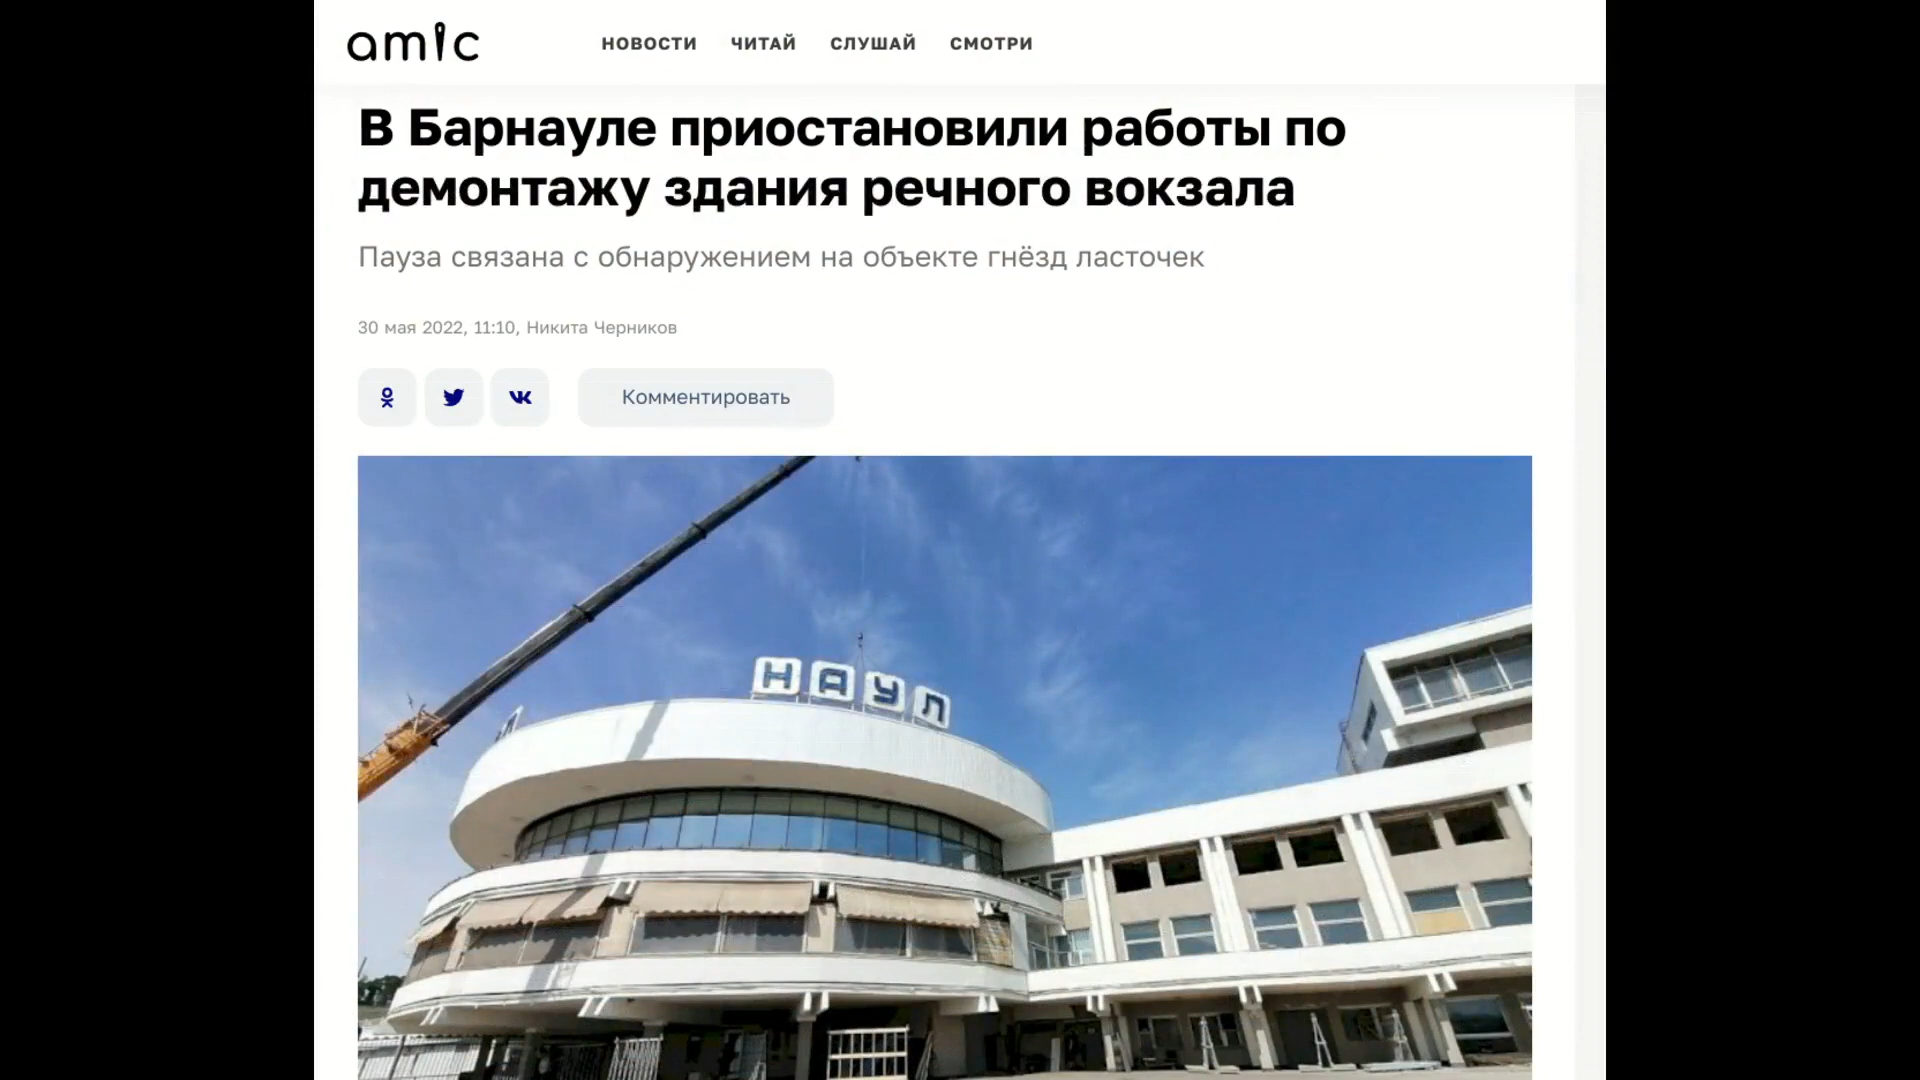 amic
НОВОСТИ ЧИТАЙ СЛУШАЙ СМОТРИ
В Барнауле приостановили работы по
демонтажу здания речного вокзала
Пауза связана с обнаружением на объекте гнёзд ласточек
30 мая 2022, 11:10, Никита Черников
Комментировать
НАУЛ